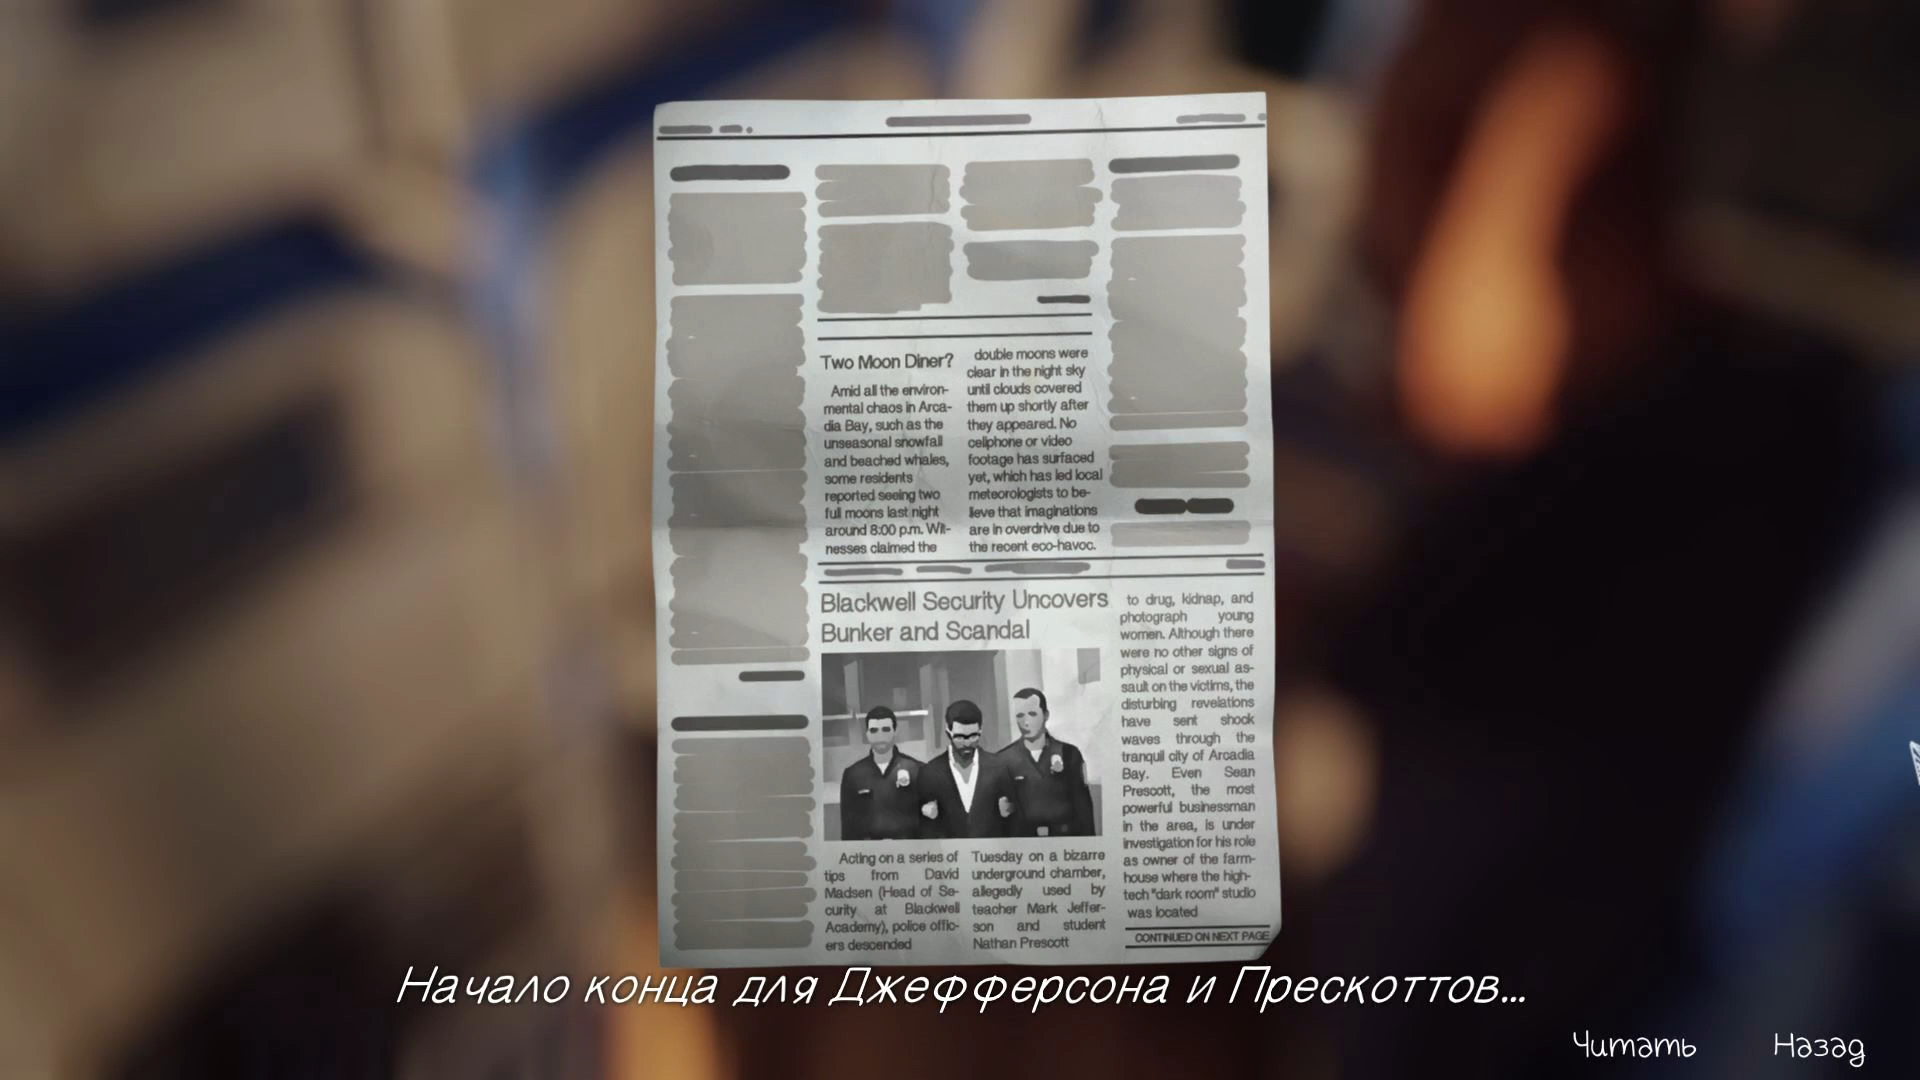 Two Moon Diner?
Amid all the environ-
mental chaos in Arca-
dia Bay, such as the
unseasonal snowfall
and beached whales,
some residents
reported seeing two
full moons last night
around 8:00 p.m. Wit-
nesses claimed the
double moons were
clear in the night sky
until clouds covered
them up shortly after
they appeared. No
cellphone or video
footage has surfaced
yet, which has led local
meteorologists to be-
lieve that imaginations
are in overdrive due to
the recent eco-havoc.
Blackwell Security Uncovers
Bunker and Scandal
Acting on a series of
tips from David
Madsen (Head of Se-
curity at Blackwell
Academy), police offic-
ers descended
Tuesday on a bizarre
underground chamber,
allegedly used by
teacher Mark Jeffer-
son and student
Nathan Prescott
to drug, kidnap, and
photograph young
women. Although there
were no other signs of
physical or sexual as-
sault on the victims, the
disturbing revelations
have sent shock
waves through the
tranquil city of Arcadia
Bay. Even Sean
Prescott, the most
powerful businessman
in the area, is under
investigation for his role
as owner of the farm-
house where the high-
tech "dark room" studio
was located
CONTINUED ON NEXT PAGE
Начало конца для Джефферсона и Прескоттов...
Читать Назад